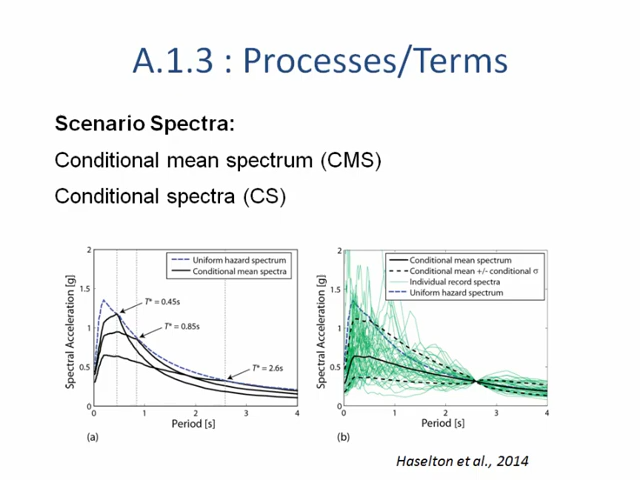 A.1.3 : Processes/Terms
Scenario Spectra:
Conditional mean spectrum (CMS)
Conditional spectra (CS)
2
1.5
1
0.5
0
Spectral Acceleration [g]
Uniform hazard spectrum
Conditional mean spectra
T* = 0.45s
T* = 0.85s
T* = 2.6s
0 1 2 3 4
Period [s]
(a)
2
1.5
1
0.5
0
Spectral Acceleration [g]
Conditional mean spectrum
Conditional mean +/- conditional σ
Individual record spectra
Uniform hazard spectrum
0 1 2 3 4
Period [s]
(b)
Haselton et al., 2014